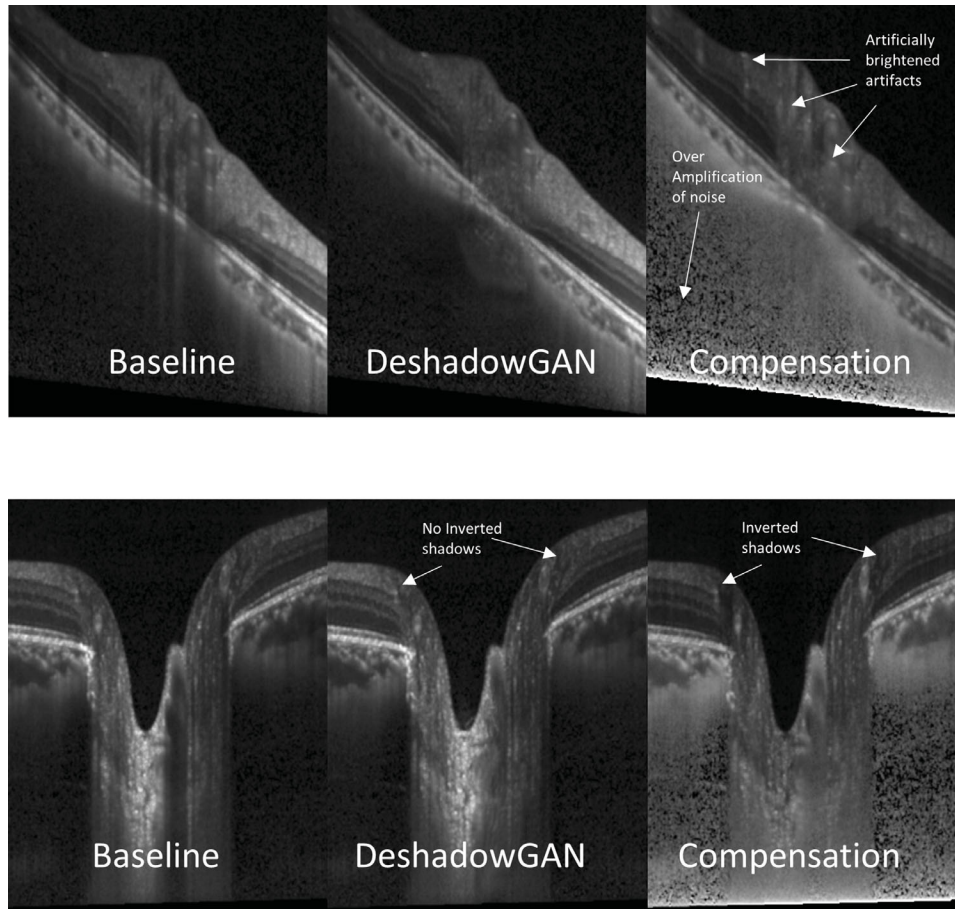 Artificially
brightened
artifacts
Over
Amplification
of noise
Baseline
DeshadowGAN
Compensation
No Inverted
shadows
Inverted
shadows
Baseline
DeshadowGAN
Compensation